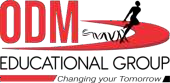 ODM
EDUCATIONAL GROUP
Changing your Tomorrow